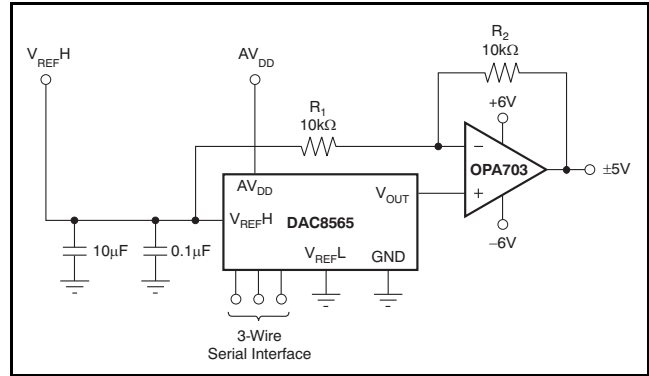 R2
10kΩ
VREFH
AVDD
R1
10kΩ
+6V
−
OPA703
+
±5V
−6V
AVDD
VREFH
DAC8565
VOUT
VREFL
GND
10µF
0.1µF
3-Wire
Serial Interface